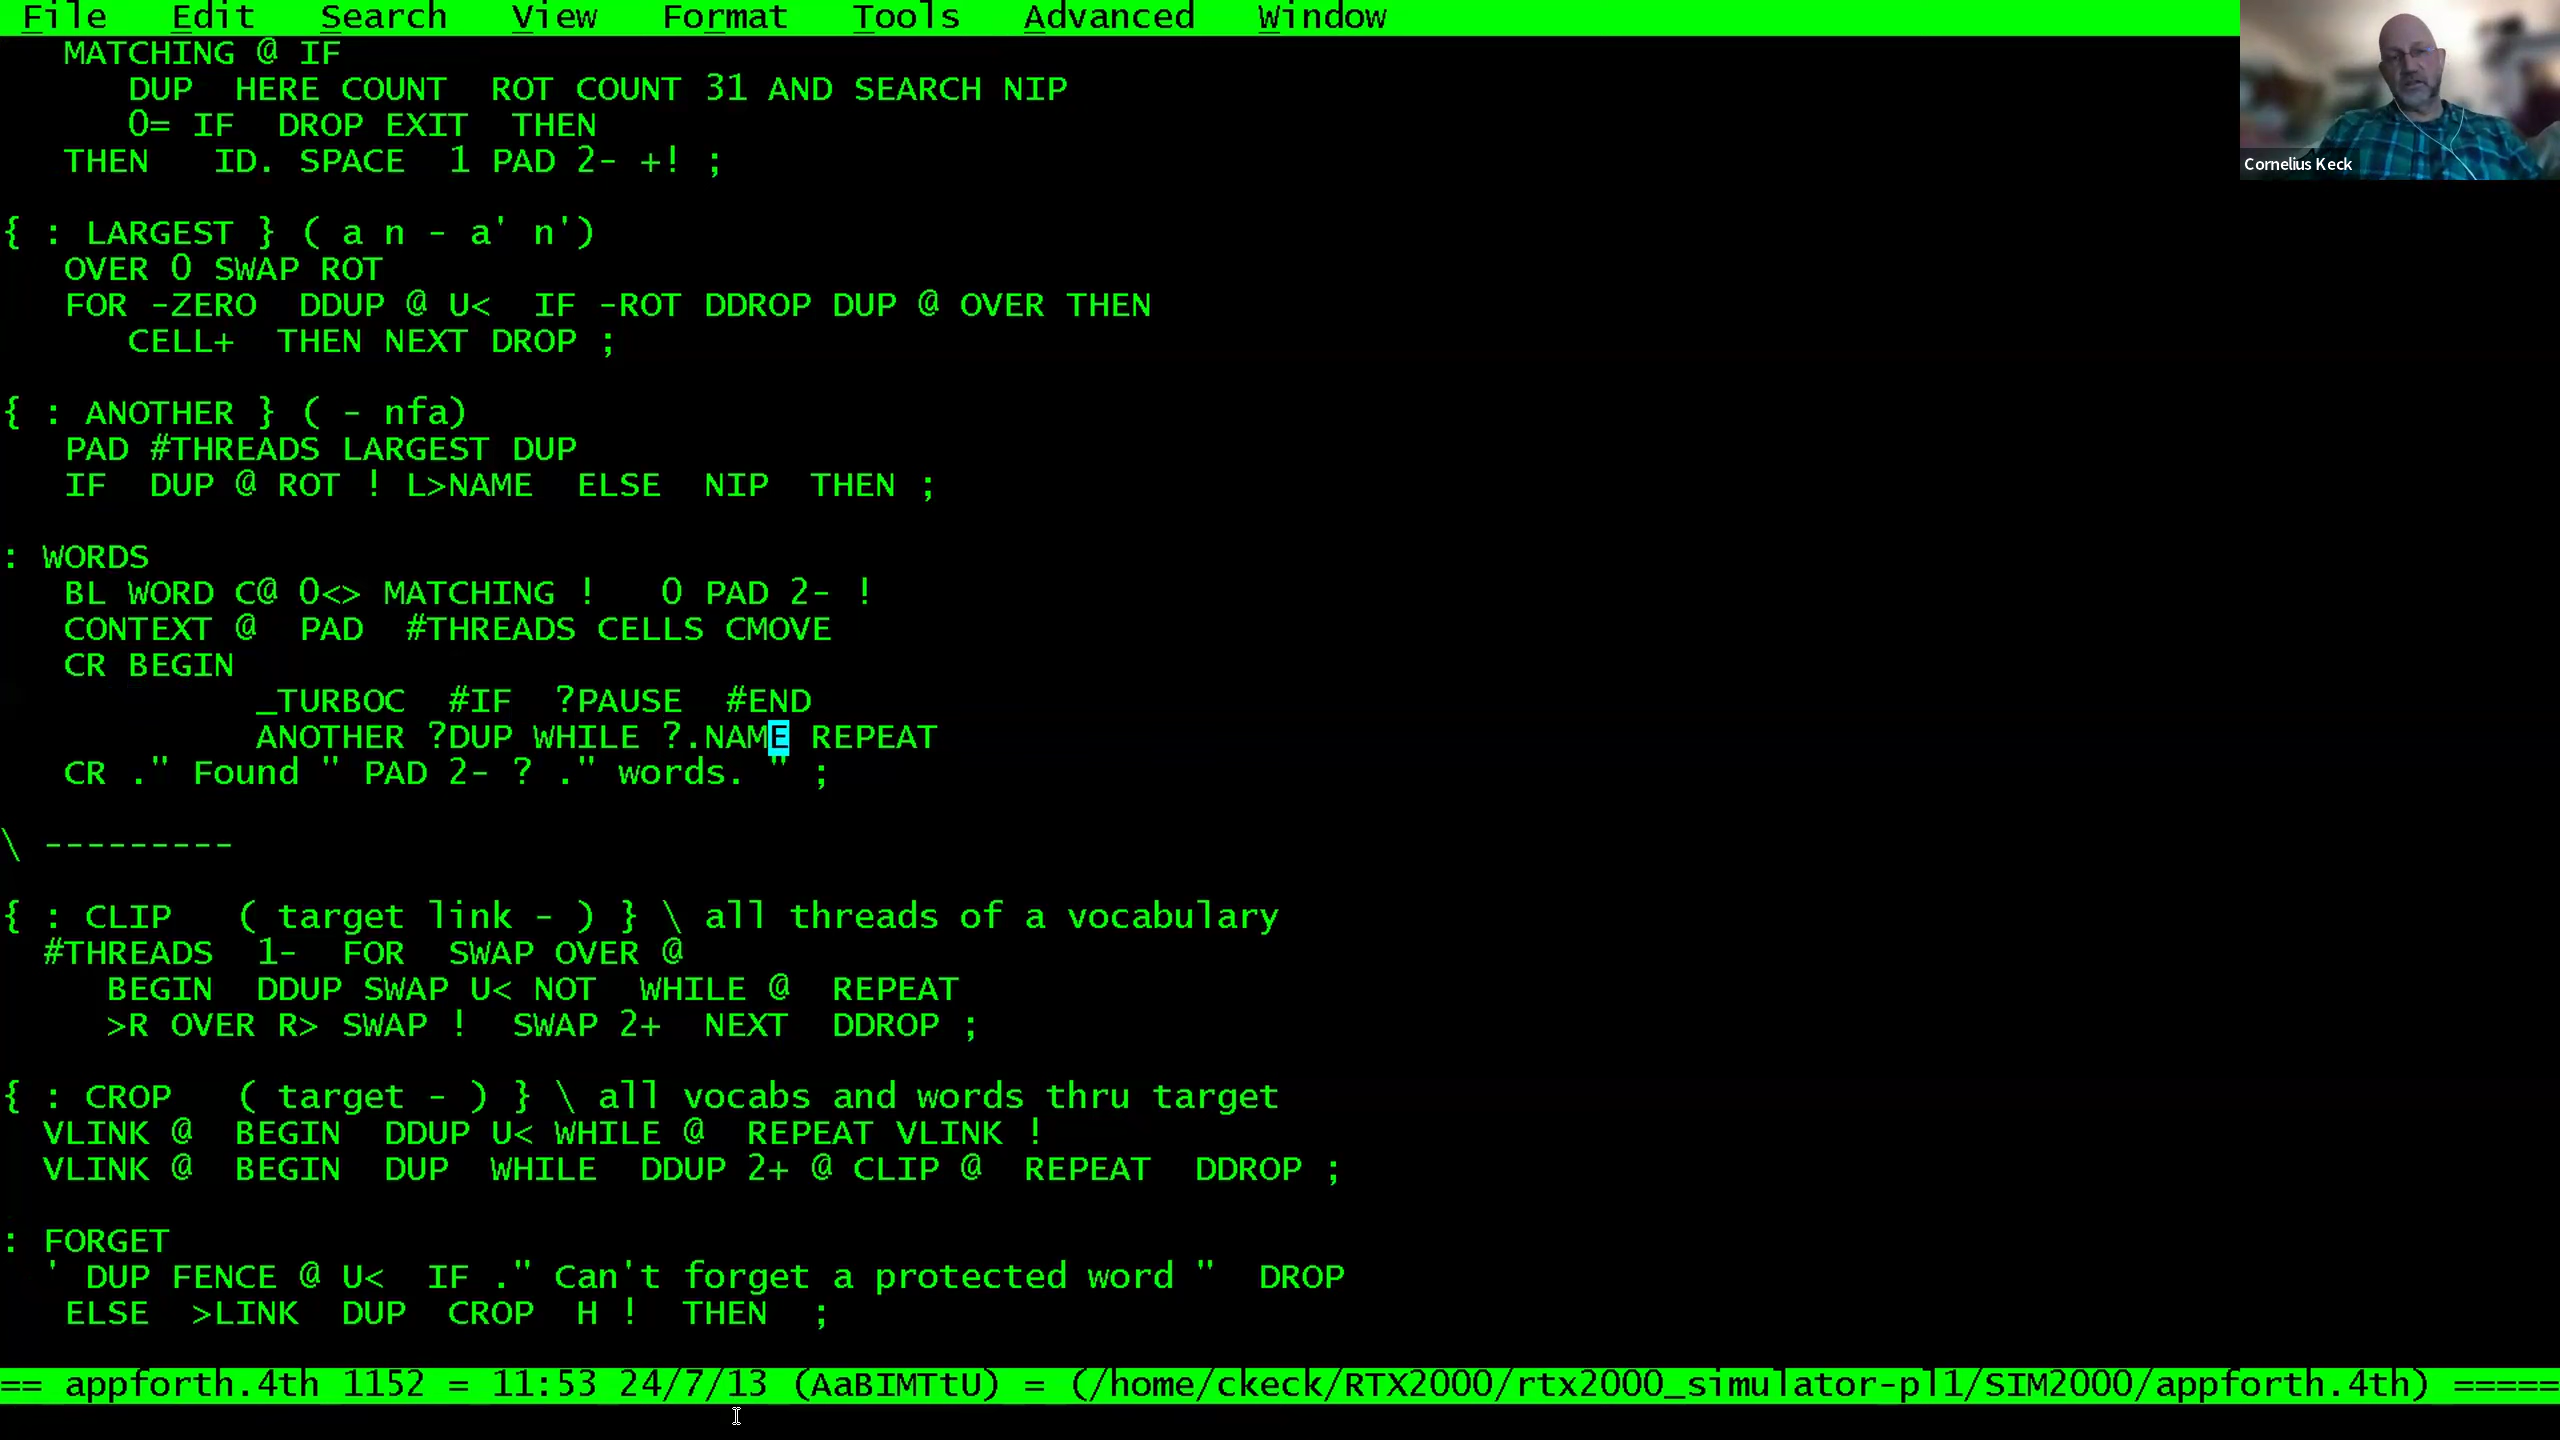 File Edit Search View Format Tools Advanced Window
MATCHING @ IF
DUP HERE COUNT ROT COUNT 31 AND SEARCH NIP
0= IF DROP EXIT THEN
THEN ID. SPACE 1 PAD 2- +! ;
{ : LARGEST } ( a n - a' n')
OVER 0 SWAP ROT
FOR -ZERO DDUP @ U< IF -ROT DDROP DUP @ OVER THEN
CELL+ THEN NEXT DROP ;
{ : ANOTHER } ( - nfa)
PAD #THREADS LARGEST DUP
IF DUP @ ROT ! L>NAME ELSE NIP THEN ;
: WORDS
BL WORD C@ 0<> MATCHING ! 0 PAD 2- !
CONTEXT @ PAD #THREADS CELLS CMOVE
CR BEGIN
_TURBOC #IF ?PAUSE #END
ANOTHER ?DUP WHILE ?.NAME REPEAT
CR ." Found " PAD 2- ? ." words. " ;
\ ---------
{ : CLIP ( target link - ) } \ all threads of a vocabulary
#THREADS 1- FOR SWAP OVER @
BEGIN DDUP SWAP U< NOT WHILE @ REPEAT
>R OVER R> SWAP ! SWAP 2+ NEXT DDROP ;
{ : CROP ( target - ) } \ all vocabs and words thru target
VLINK @ BEGIN DDUP U< WHILE @ REPEAT VLINK !
VLINK @ BEGIN DUP WHILE DDUP 2+ @ CLIP @ REPEAT DDROP ;
: FORGET
' DUP FENCE @ U< IF ." Can't forget a protected word " DROP
ELSE >LINK DUP CROP H ! THEN ;
== appforth.4th 1152 = 11:53 24/7/13 (AaBIMTtU) = (/home/ckeck/RTX2000/rtx2000_simulator-pl1/SIM2000/appforth.4th) =====
Cornelius Keck